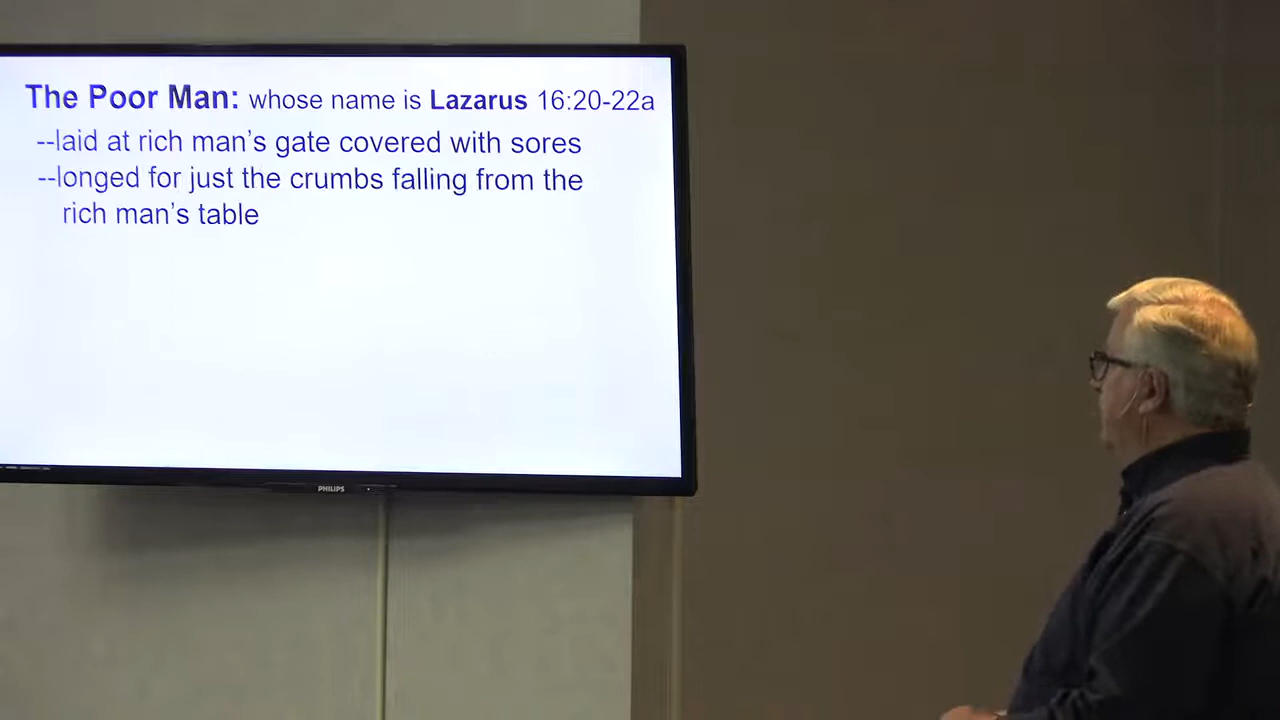 The Poor Man: whose name is Lazarus 16:20-22a
--laid at rich man’s gate covered with sores
--longed for just the crumbs falling from the
rich man’s table
PHILIPS